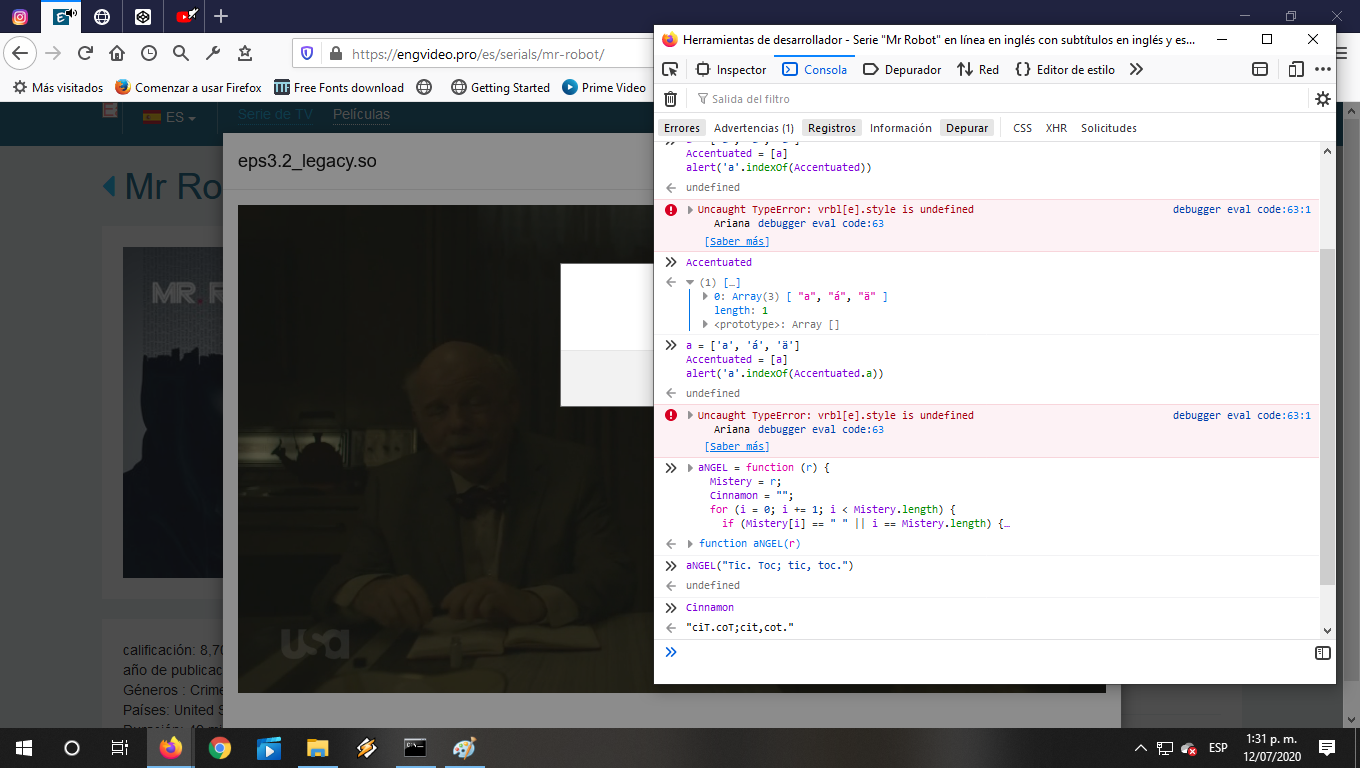 https://engvideo.pro/es/serials/mr-robot/
Más visitados
Comenzar a usar Firefox
Free Fonts download
Getting Started
Prime Video
ES
Serie de TV
Películas
eps3.2_legacy.so
Mr Ro
MR. R
usa
calificación: 8,70
año de publicac
Géneros : Crime
Países: United S
Herramientas de desarrollador - Serie "Mr Robot" en línea en inglés con subtítulos en inglés y es...
Inspector
Consola
Depurador
Red
Editor de estilo
Salida del filtro
Errores
Advertencias (1)
Registros
Información
Depurar
CSS
XHR
Solicitudes
Accentuated = [a]
alert('a'.indexOf(Accentuated))
undefined
Uncaught TypeError: vrbl[e].style is undefined
debugger eval code:63:1
Ariana debugger eval code:63
[Saber más]
Accentuated
(1) […]
0: Array(3) [ "a", "á", "ä" ]
length: 1
<prototype>: Array []
a = ['a', 'á', 'ä']
Accentuated = [a]
alert('a'.indexOf(Accentuated.a))
undefined
Uncaught TypeError: vrbl[e].style is undefined
debugger eval code:63:1
Ariana debugger eval code:63
[Saber más]
aNGEL = function (r) {
Mistery = r;
Cinnamon = "";
for (i = 0; i += 1; i < Mistery.length) {
if (Mistery[i] == " " || i == Mistery.length) {…
function aNGEL(r)
aNGEL("Tic. Toc; tic, toc.")
undefined
Cinnamon
"ciT.coT;cit,cot."
ESP
1:31 p. m.
12/07/2020